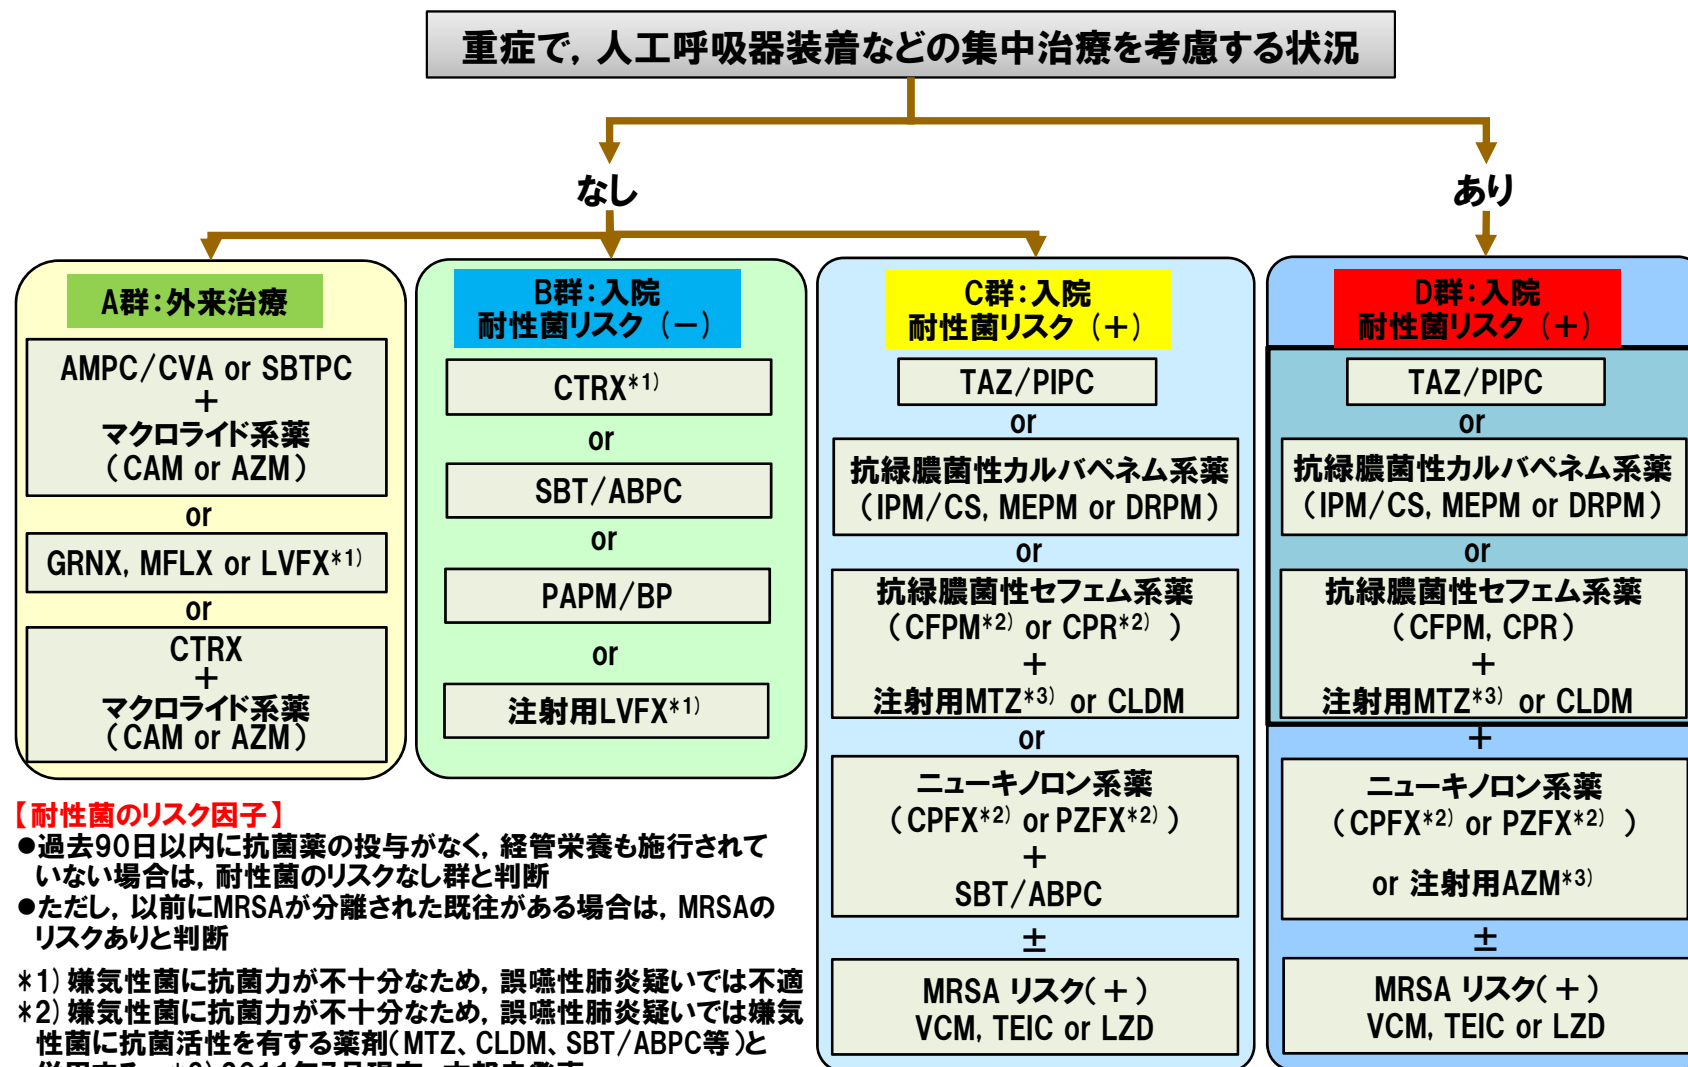 重症で，人工呼吸器装着などの集中治療を考慮する状況
なし
あり
A群：外来治療
AMPC/CVA or SBTPC
＋
マクロライド系薬
（CAM or AZM）
or
GRNX, MFLX or LVFX*1)
or
CTRX
＋
マクロライド系薬
（CAM or AZM）
B群：入院
耐性菌リスク（－）
CTRX*1)
or
SBT/ABPC
or
PAPM/BP
or
注射用LVFX*1)
C群：入院
耐性菌リスク（＋）
TAZ/PIPC
or
抗緑膿菌性カルバペネム系薬
（IPM/CS, MEPM or DRPM）
or
抗緑膿菌性セフェム系薬
（CFPM*2) or CPR*2)）
＋
注射用MTZ*3) or CLDM
or
ニューキノロン系薬
（CPFX*2) or PZFX*2)）
＋
SBT/ABPC
±
MRSA リスク（＋）
VCM, TEIC or LZD
D群：入院
耐性菌リスク（＋）
TAZ/PIPC
or
抗緑膿菌性カルバペネム系薬
（IPM/CS, MEPM or DRPM）
or
抗緑膿菌性セフェム系薬
（CFPM, CPR）
＋
注射用MTZ*3) or CLDM
＋
ニューキノロン系薬
（CPFX*2) or PZFX*2)）
or 注射用AZM*3)
±
MRSA リスク（＋）
VCM, TEIC or LZD
【耐性菌のリスク因子】
●過去90日以内に抗菌薬の投与がなく，経管栄養も施行されて
いない場合は，耐性菌のリスクなし群と判断
●ただし，以前にMRSAが分離された既往がある場合は，MRSAの
リスクありと判断
*1) 嫌気性菌に抗菌力が不十分なため，誤嚥性肺炎疑いでは不適
*2) 嫌気性菌に抗菌力が不十分なため，誤嚥性肺炎疑いでは嫌気
性菌に抗菌活性を有する薬剤（MTZ、CLDM、SBT/ABPC等）と